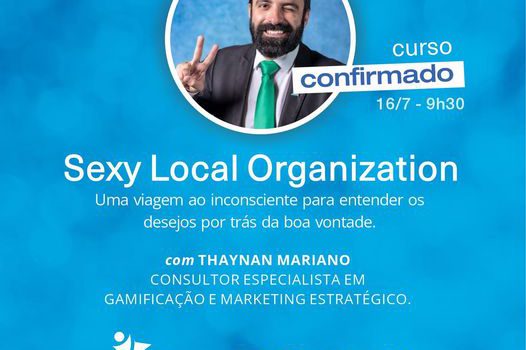 curso
confirmado
16/7 - 9h30
Sexy Local Organization
Uma viagem ao inconsciente para entender os
desejos por trás da boa vontade.
com THAYNAN MARIANO
CONSULTOR ESPECIALISTA EM
GAMIFICAÇÃO E MARKETING ESTRATÉGICO.